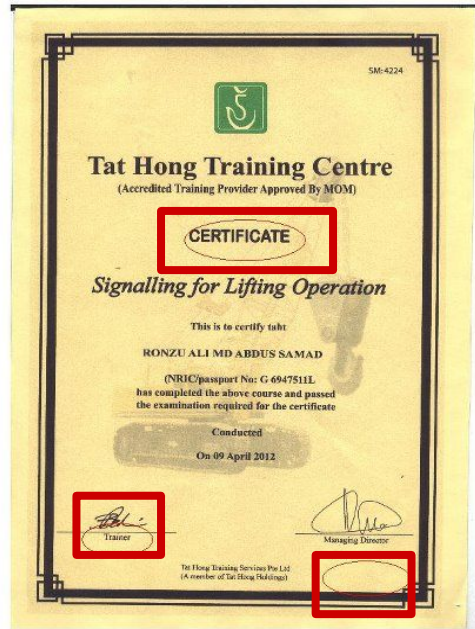 SM:4224
Tat Hong Training Centre
(Accredited Training Provider Approved By MOM)
CERTIFICATE
Signalling for Lifting Operation
This is to certify taht
RONZU ALI MD ABDUS SAMAD
(NRIC/passport No: G 6947511L
has completed the above course and passed
the examination required for the certificate
Conducted
On 09 April 2012
Trainer
Managing Director
Tat Hong Training Services Pte Ltd
(A member of Tat Hong Holdings)